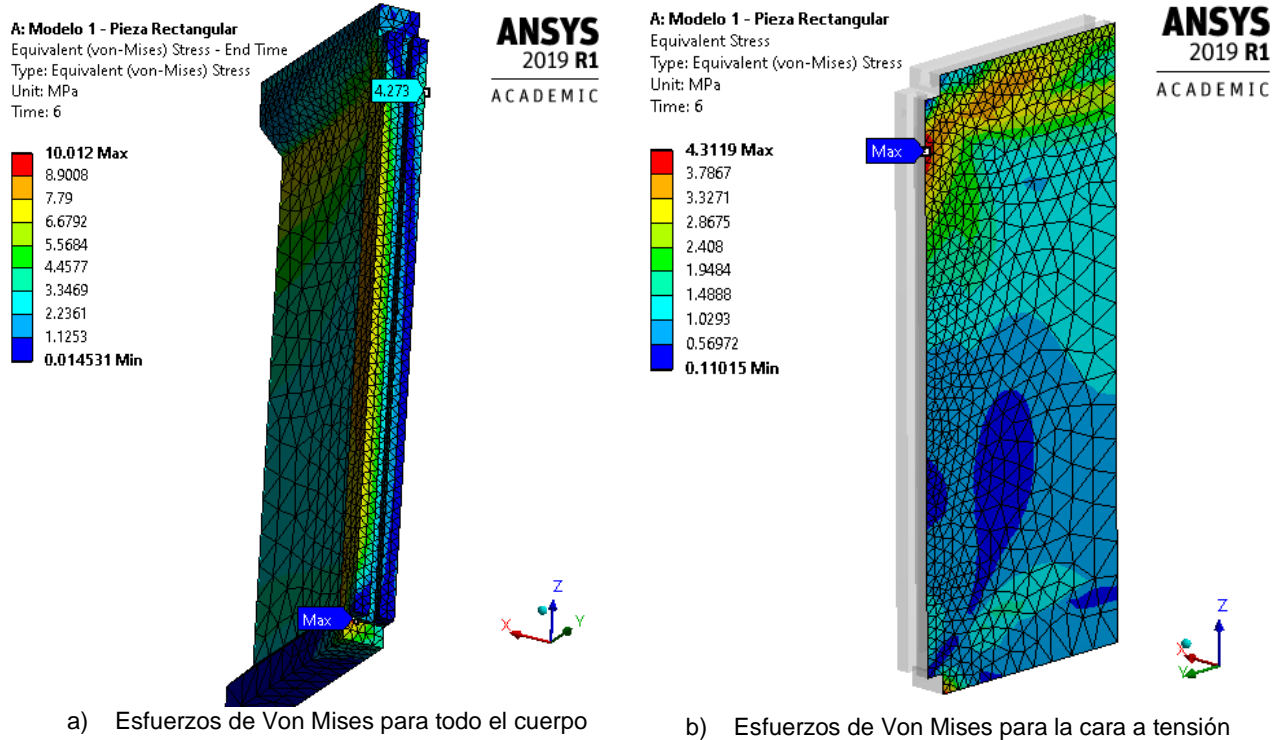 A: Modelo 1 - Pieza Rectangular
Equivalent (von-Mises) Stress - End Time
Type: Equivalent (von-Mises) Stress
Unit: MPa
Time: 6
10.012 Max
8.9008
7.79
6.6792
5.5684
4.4577
3.3469
2.2361
1.1253
0.014531 Min
4.273
Max
ANSYS
2019 R1
ACADEMIC
X
Y
Z
a) Esfuerzos de Von Mises para todo el cuerpo
A: Modelo 1 - Pieza Rectangular
Equivalent Stress
Type: Equivalent (von-Mises) Stress
Unit: MPa
Time: 6
4.3119 Max
3.7867
3.3271
2.8675
2.408
1.9484
1.4888
1.0293
0.56972
0.11015 Min
Max
ANSYS
2019 R1
ACADEMIC
Z
X
Y
b) Esfuerzos de Von Mises para la cara a tensión